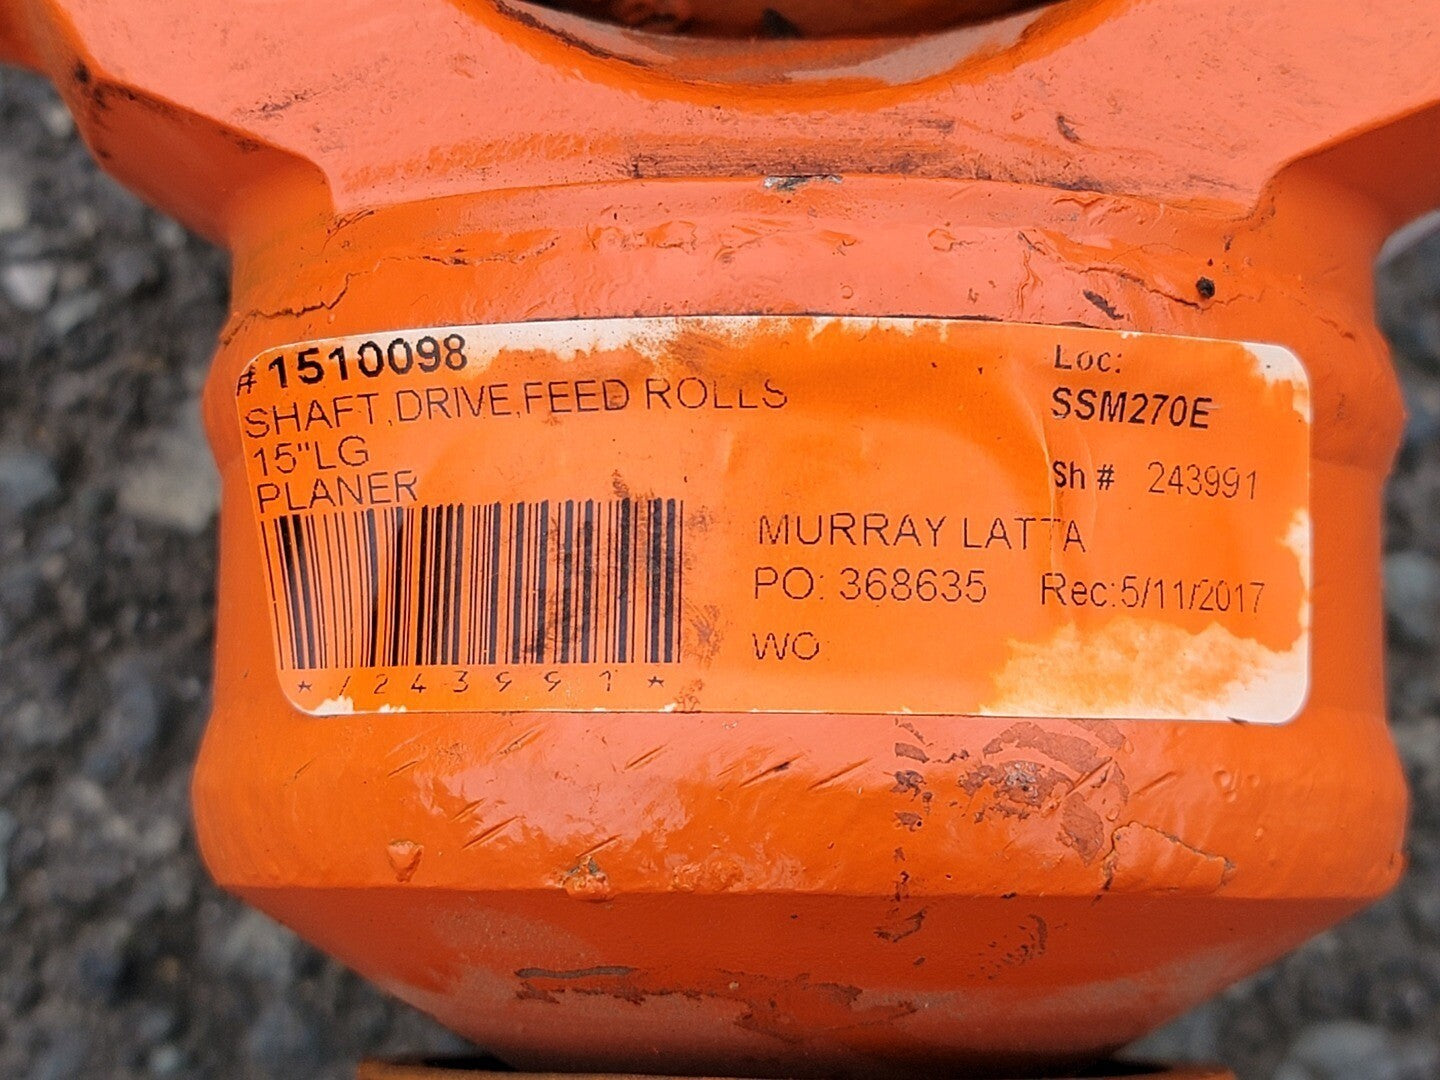 # 1510098
SHAFT,DRIVE,FEED ROLLS
15"LG
PLANER
*/243991*
Loc:
SSM270E
Sh # 243991
MURRAY LATTA
PO: 368635 Rec:5/11/2017
WO